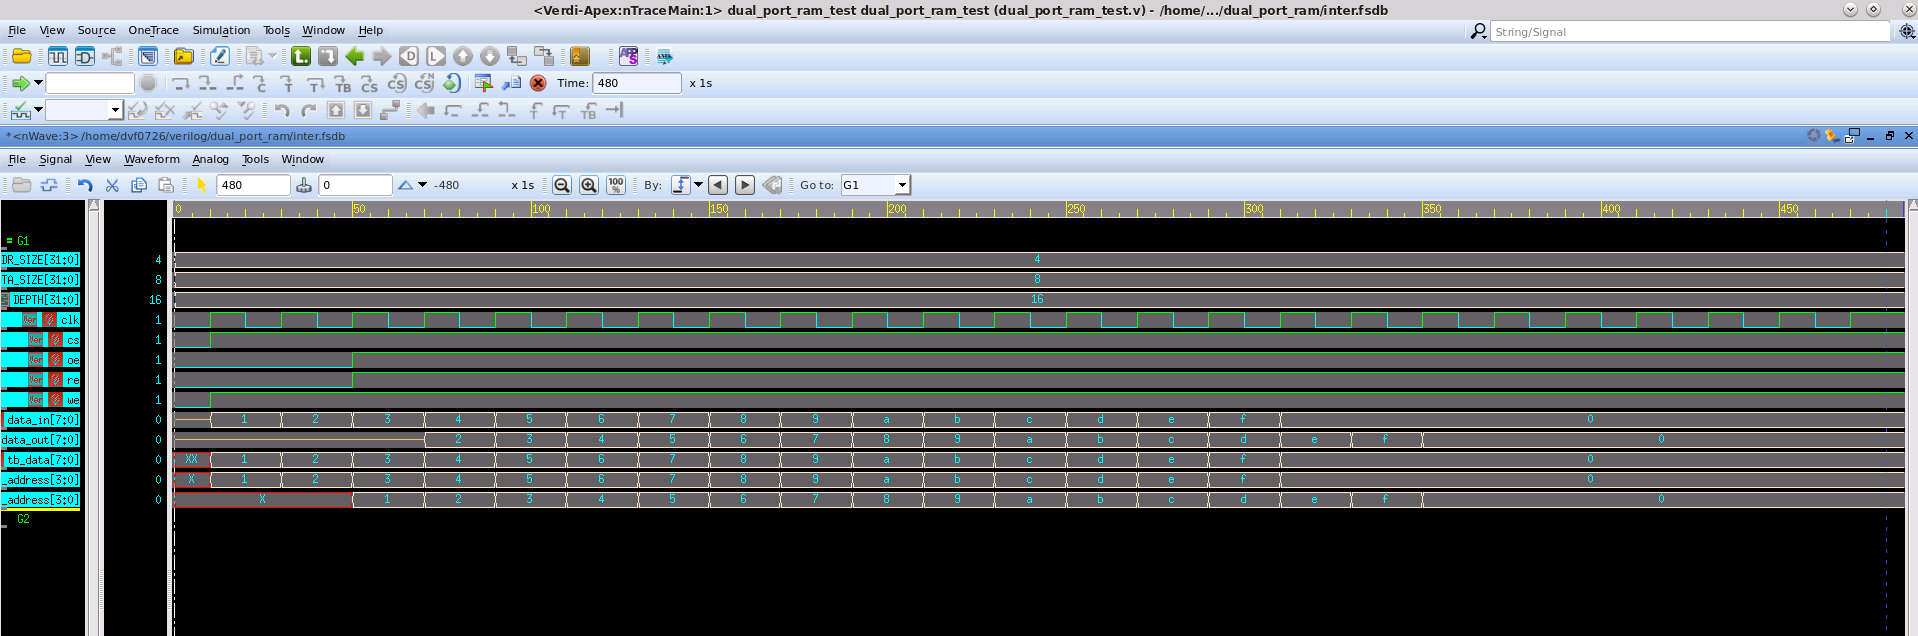 <Verdi-Apex:nTraceMain:1> dual_port_ram_test dual_port_ram_test (dual_port_ram_test.v) - /home/.../dual_port_ram/inter.fsdb
File View Source OneTrace Simulation Tools Window Help
String/Signal
Time: 480 x 1s
*<nWave:3> /home/dvf0726/verilog/dual_port_ram/inter.fsdb
File Signal View Waveform Analog Tools Window
480 0 -480 x 1s 100% By: Go to: G1
0 50 100 150 200 250 300 350 400 450
= G1
DR_SIZE[31:0] 4 4
TA_SIZE[31:0] 8 8
DEPTH[31:0] 16 16
clk 1
cs 1
oe 1
re 1
we 1
data_in[7:0] 0 1 2 3 4 5 6 7 8 9 a b c d e f 0
data_out[7:0] 0 2 3 4 5 6 7 8 9 a b c d e f 0
tb_data[7:0] 0 XX 1 2 3 4 5 6 7 8 9 a b c d e f 0
_address[3:0] 0 X 1 2 3 4 5 6 7 8 9 a b c d e f 0
_address[3:0] 0 X 1 2 3 4 5 6 7 8 9 a b c d e f 0
G2